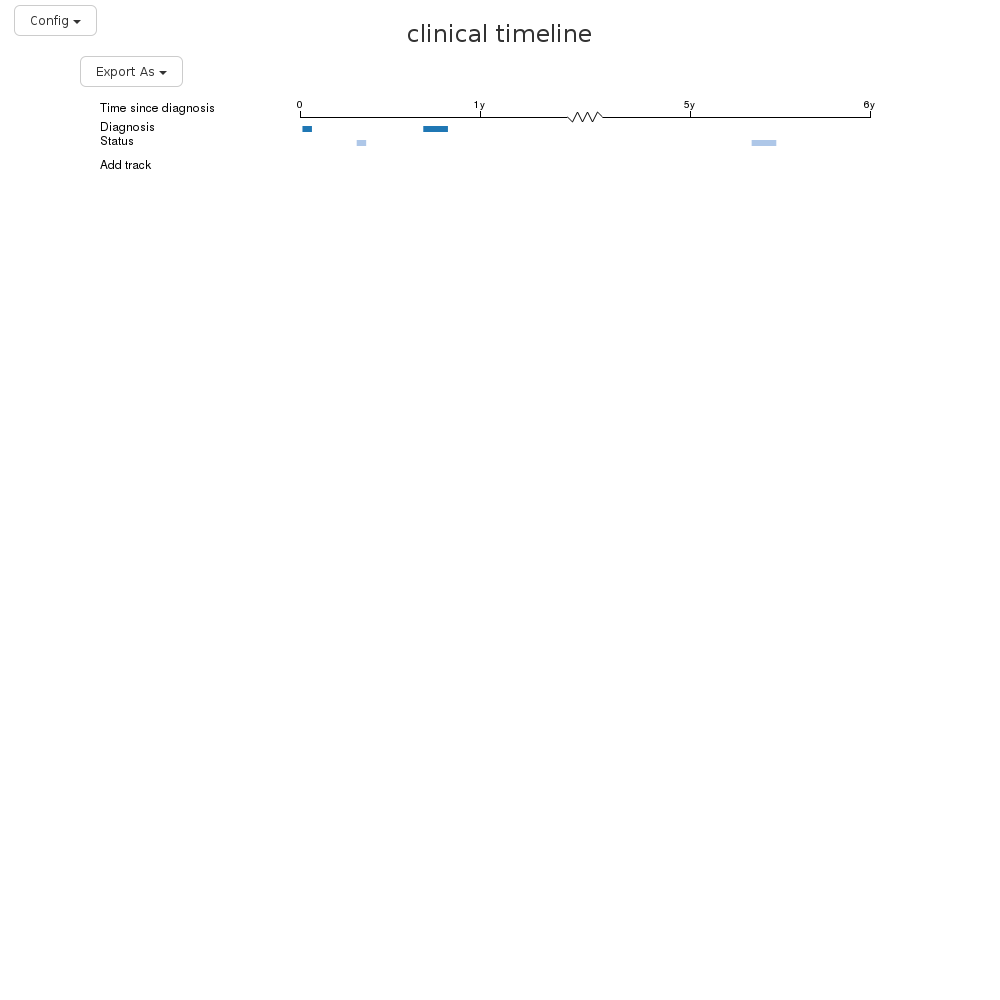 Config
clinical timeline
Export As
Time since diagnosis 0 1y 5y 6y
Diagnosis
Status
Add track